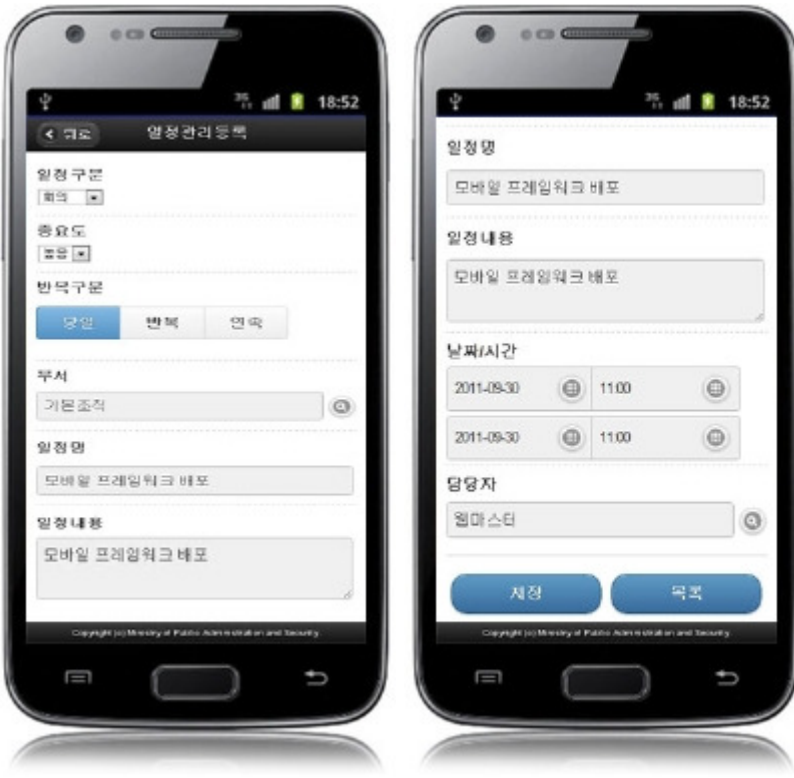 3G
18:52
뒤로
일정관리등록
일정구분
회의
중요도
높음
반복구분
당일 반복 연속
부서
기본조직
일정명
모바일 프레임워크 배포
일정내용
모바일 프레임워크 배포
Copyright (c) Ministry of Public Administration and Security.
3G
18:52
일정명
모바일 프레임워크 배포
일정내용
모바일 프레임워크 배포
날짜/시간
2011-09-30 11:00
2011-09-30 11:00
담당자
웹마스터
저장 목록
Copyright (c) Ministry of Public Administration and Security.